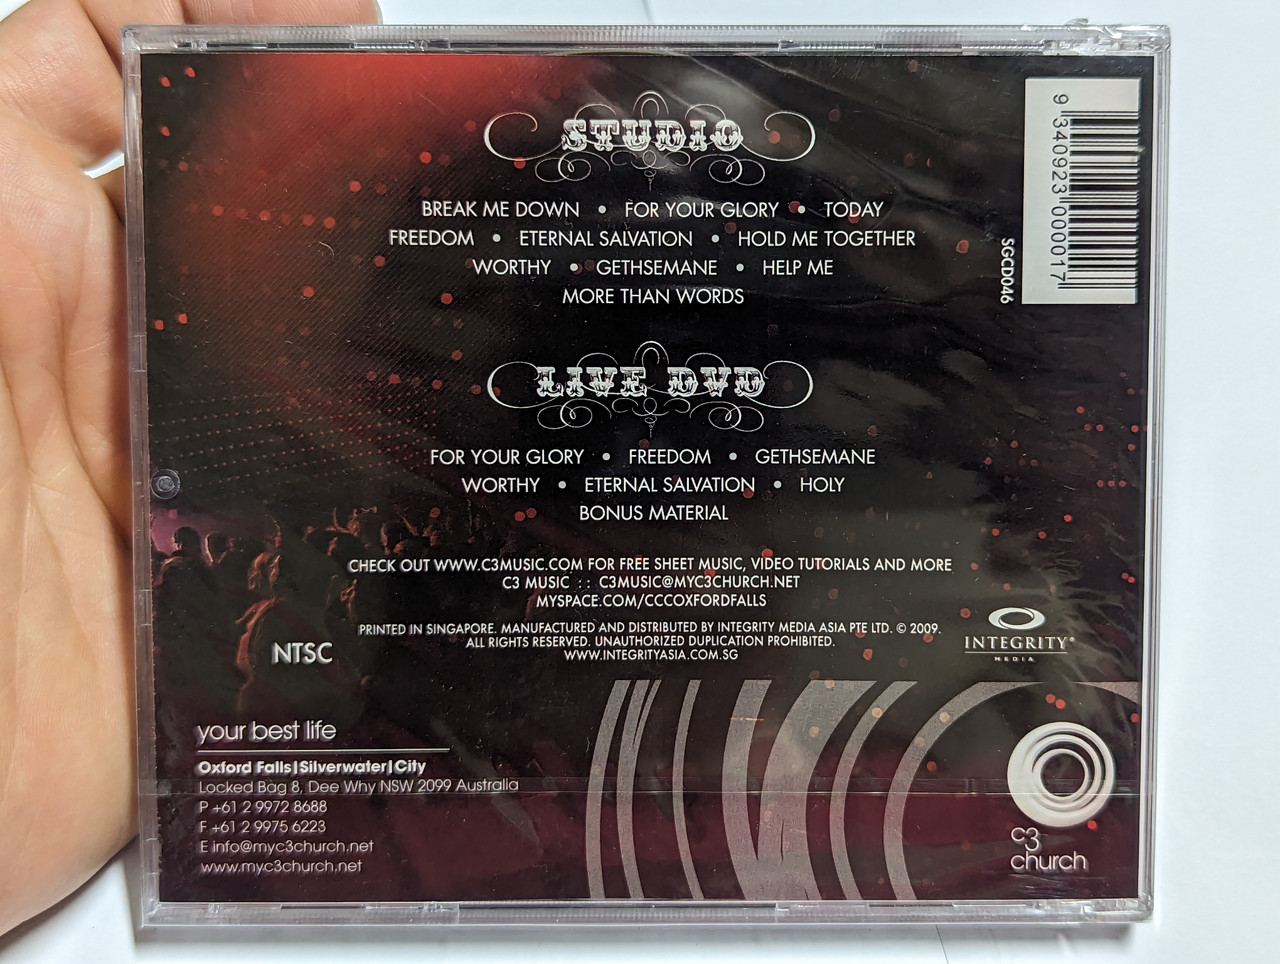 STUDIO
BREAK ME DOWN • FOR YOUR GLORY • TODAY
FREEDOM • ETERNAL SALVATION • HOLD ME TOGETHER
WORTHY • GETHSEMANE • HELP ME
MORE THAN WORDS
9 340923 000017
SGCD046
LIVE DVD
FOR YOUR GLORY • FREEDOM • GETHSEMANE
WORTHY • ETERNAL SALVATION • HOLY
BONUS MATERIAL
CHECK OUT WWW.C3MUSIC.COM FOR FREE SHEET MUSIC, VIDEO TUTORIALS AND MORE
C3 MUSIC :: C3MUSIC@MYC3CHURCH.NET
MYSPACE.COM/CCCOXFORDFALLS
PRINTED IN SINGAPORE. MANUFACTURED AND DISTRIBUTED BY INTEGRITY MEDIA ASIA PTE LTD. © 2009.
ALL RIGHTS RESERVED. UNAUTHORIZED DUPLICATION PROHIBITED.
WWW.INTEGRITYASIA.COM.SG
NTSC
INTEGRITY®
MEDIA
your best life
Oxford Falls|Silverwater|City
Locked Bag 8, Dee Why NSW 2099 Australia
P +61 2 9972 8688
F +61 2 9975 6223
E info@myc3church.net
www.myc3church.net
c3
church